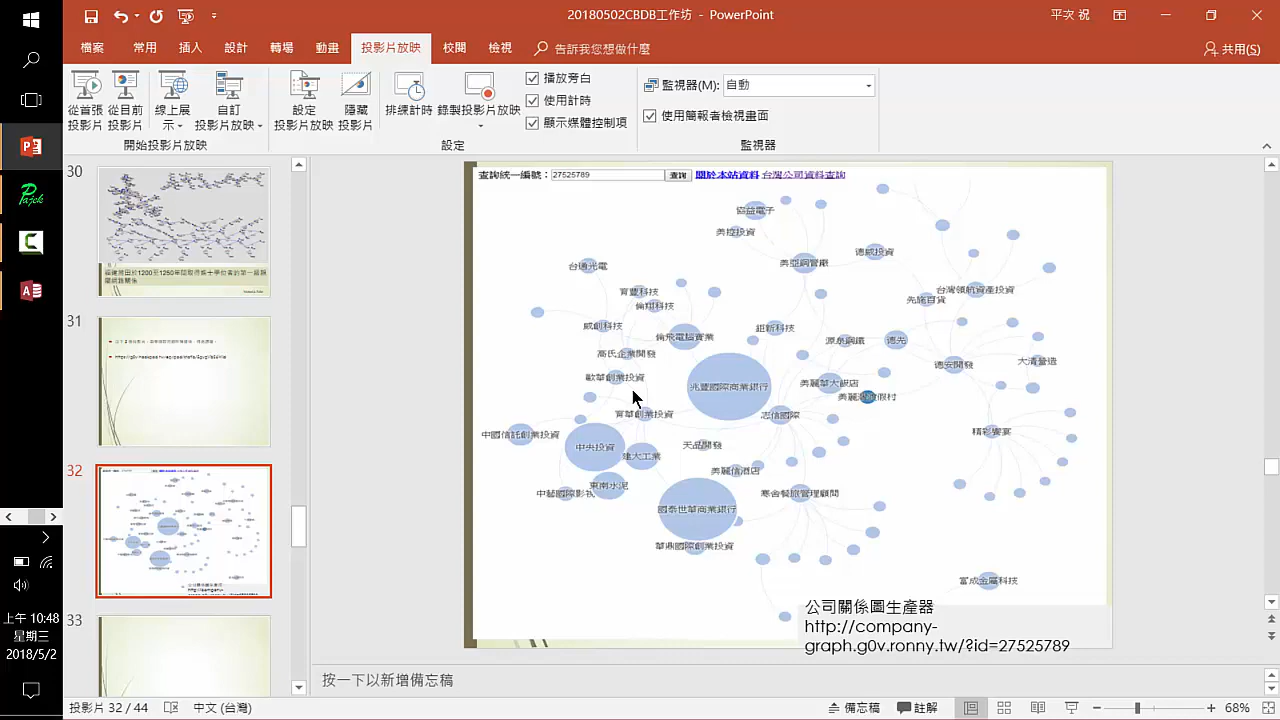 20180502CBDB工作坊 - PowerPoint
平次 祝
檔案 常用 插入 設計 轉場 動畫 投影片放映 校閱 檢視 告訴我您想做什麼 共用(S)
從首張投影片
從目前投影片
線上展示
自訂投影片放映
設定投影片放映
隱藏投影片
排練計時
錄製投影片放映
播放旁白
使用計時
顯示媒體控制項
監視器(M): 自動
使用簡報者檢視畫面
開始投影片放映 設定 監視器
30
31
32
33
查詢統一編號: 27525789 查詢 關於本站資料 台灣公司資料查詢
協益電子
美控投資
台通光電
美亞鋼管廠
德威投資
育豐科技
倫翔科技
台灣領航資產投資
先施百貨
威創科技
倫飛電腦實業
鉅新科技
源泉鋼鐵
德先
高氏企業開發
德安開發
大清營造
歐華創業投資
兆豐國際商業銀行
美麗華大飯店
育華創業投資
志信國際
中國信託創業投資
中央投資
建大工業
天品開發
精彩饗宴
美麗信酒店
東南水泥
中藝國際影視
寒舍餐旅管理顧問
國泰世華商業銀行
華鼎國際創業投資
富成金屬科技
公司關係圖生產器
http://company-
graph.g0v.ronny.tw/?id=27525789
按一下以新增備忘稿
上午 10:48
星期三
2018/5/2
投影片 32 / 44 中文 (台灣) 備忘稿 註解 68%